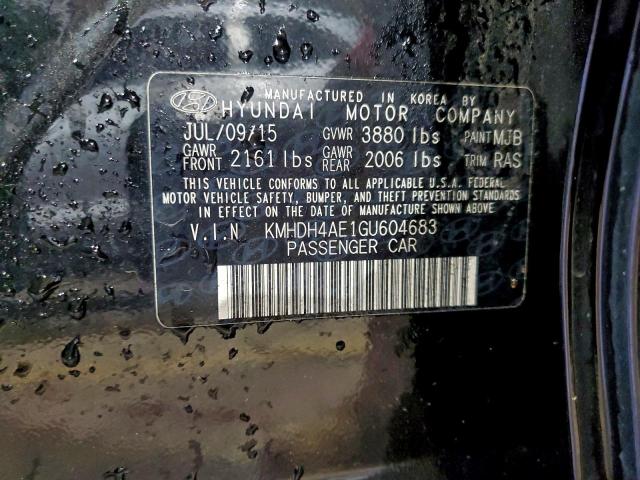 MANUFACTURED IN KOREA BY
HYUNDAI MOTOR COMPANY
JUL/09/15 GVWR 3880 lbs PAINT MJB
GAWR FRONT 2161 lbs GAWR REAR 2006 lbs TRIM RAS
THIS VEHICLE CONFORMS TO ALL APPLICABLE U.S.A. FEDERAL
MOTOR VEHICLE SAFETY, BUMPER, AND THEFT PREVENTION STANDARDS
IN EFFECT ON THE DATE OF MANUFACTURE SHOWN ABOVE.
V.I.N KMHDH4AE1GU604683
PASSENGER CAR